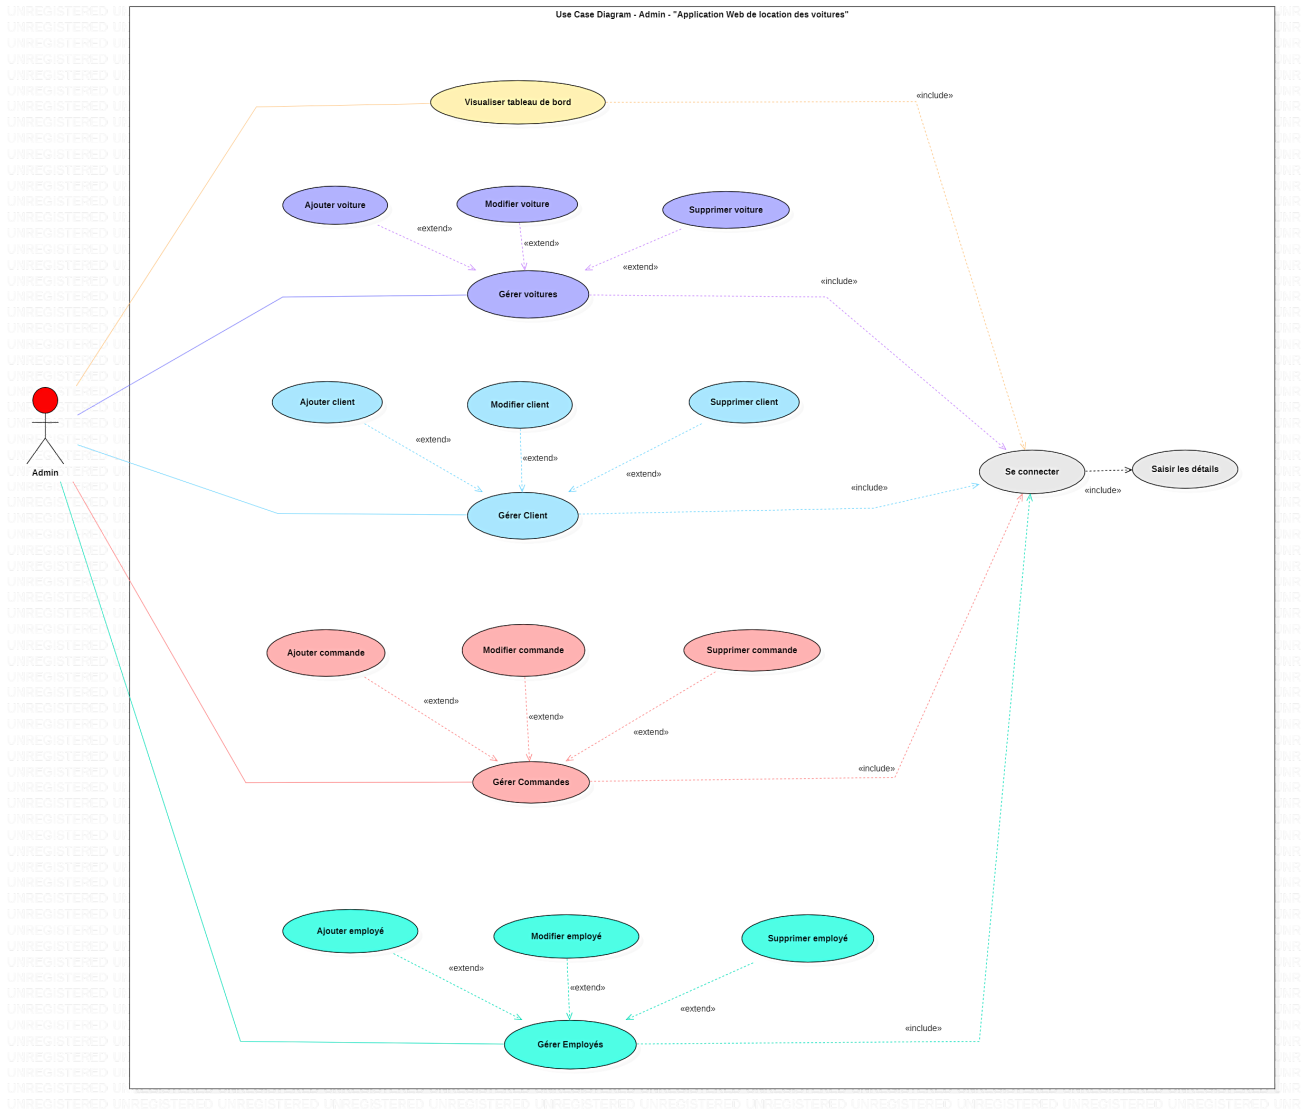 Use Case Diagram - Admin - "Application Web de location des voitures"
«include»
Visualiser tableau de bord
Ajouter voiture
Modifier voiture
Supprimer voiture
«extend»
«extend»
«extend»
«include»
Gérer voitures
Ajouter client
Modifier client
Supprimer client
«extend»
«extend»
«extend»
Admin
Se connecter
Saisir les détails
«include»
«include»
Gérer Client
Ajouter commande
Modifier commande
Supprimer commande
«extend»
«extend»
«extend»
«include»
Gérer Commandes
Ajouter employé
Modifier employé
Supprimer employé
«extend»
«extend»
«extend»
«include»
Gérer Employés
UNREGISTERED